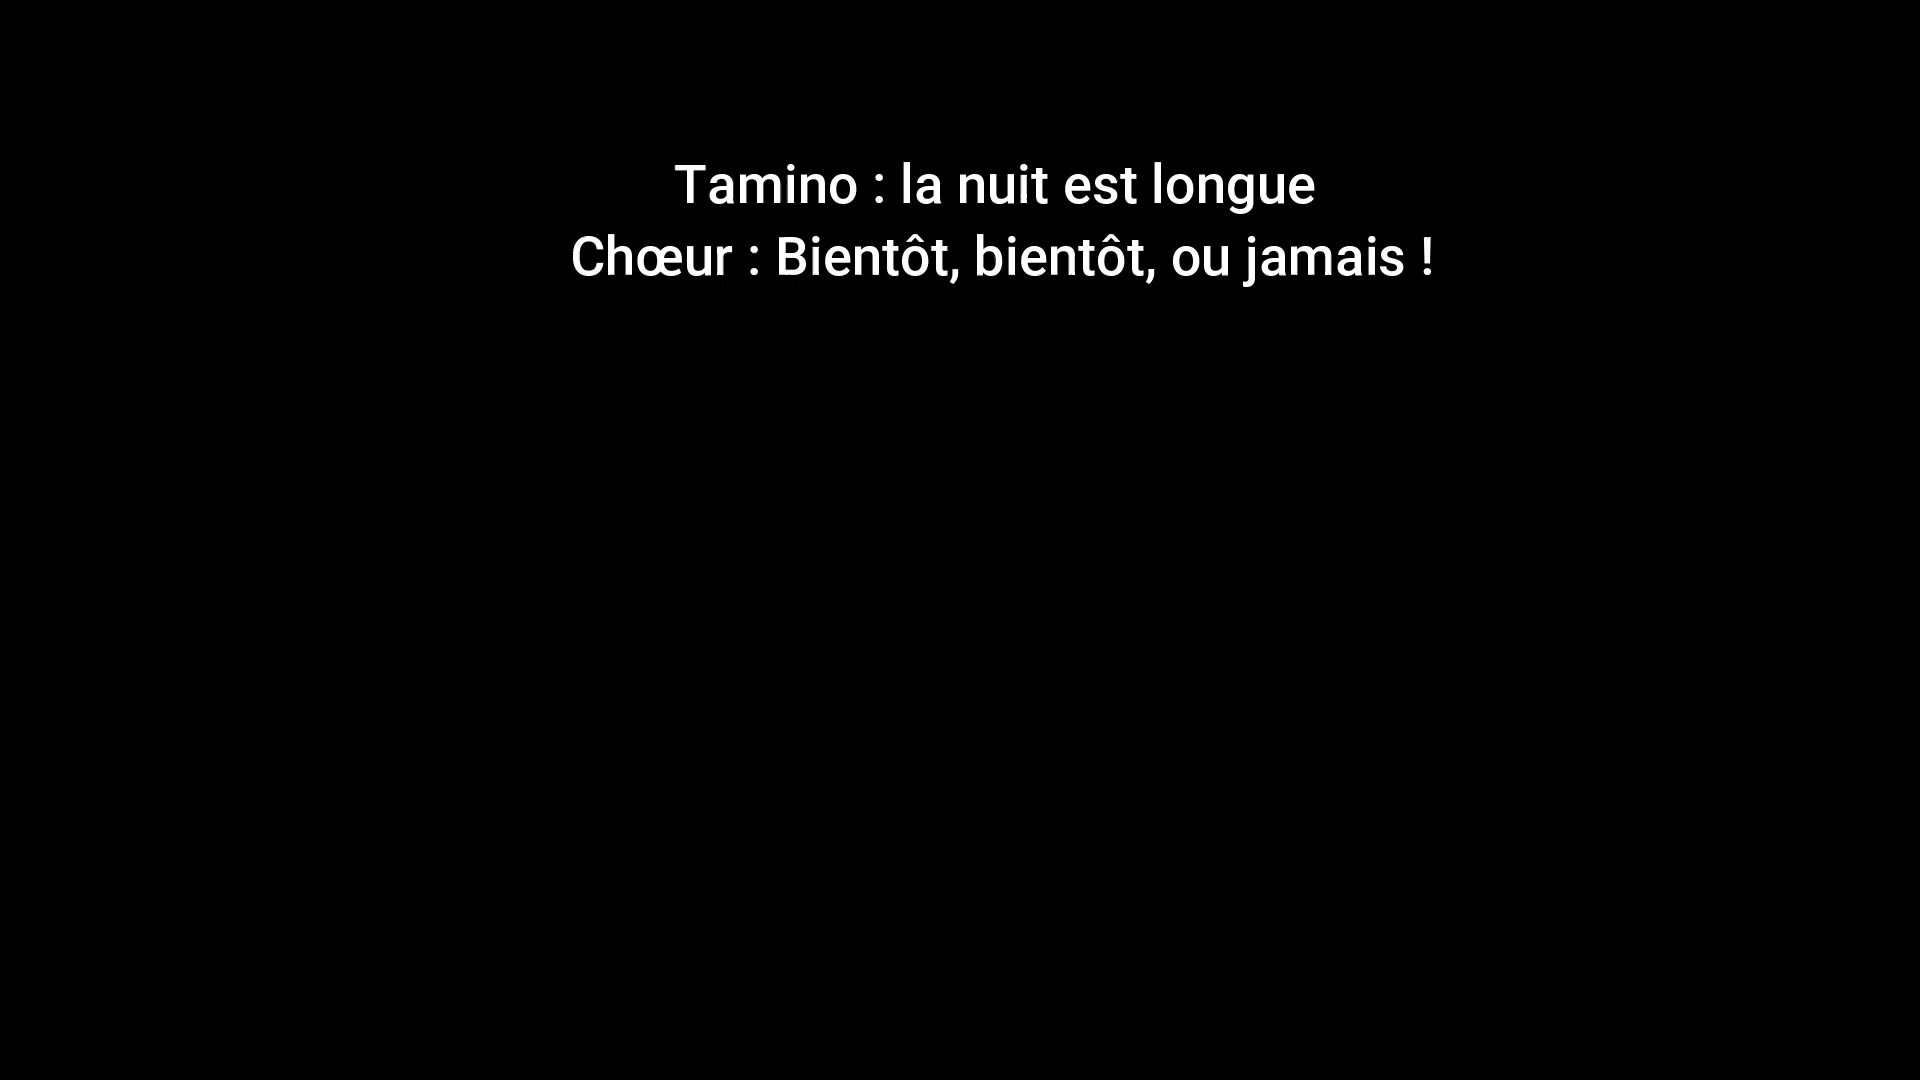 Tamino : la nuit est longue
Chœur : Bientôt, bientôt, ou jamais !